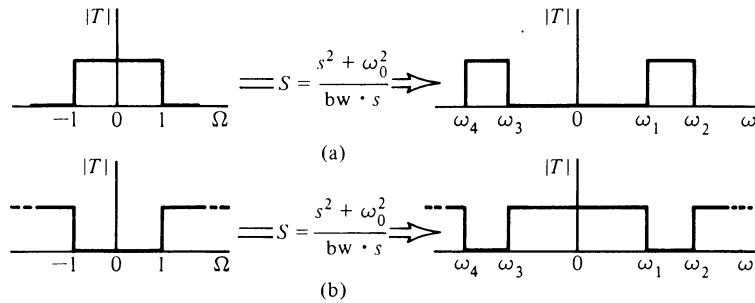 |T| |T|
S = (s² + ω₀²) / (bw · s)
−1 0 1 Ω ω₄ ω₃ 0 ω₁ ω₂ ω
(a)
|T| |T|
S = (s² + ω₀²) / (bw · s)
−1 0 1 Ω ω₄ ω₃ 0 ω₁ ω₂ ω
(b)